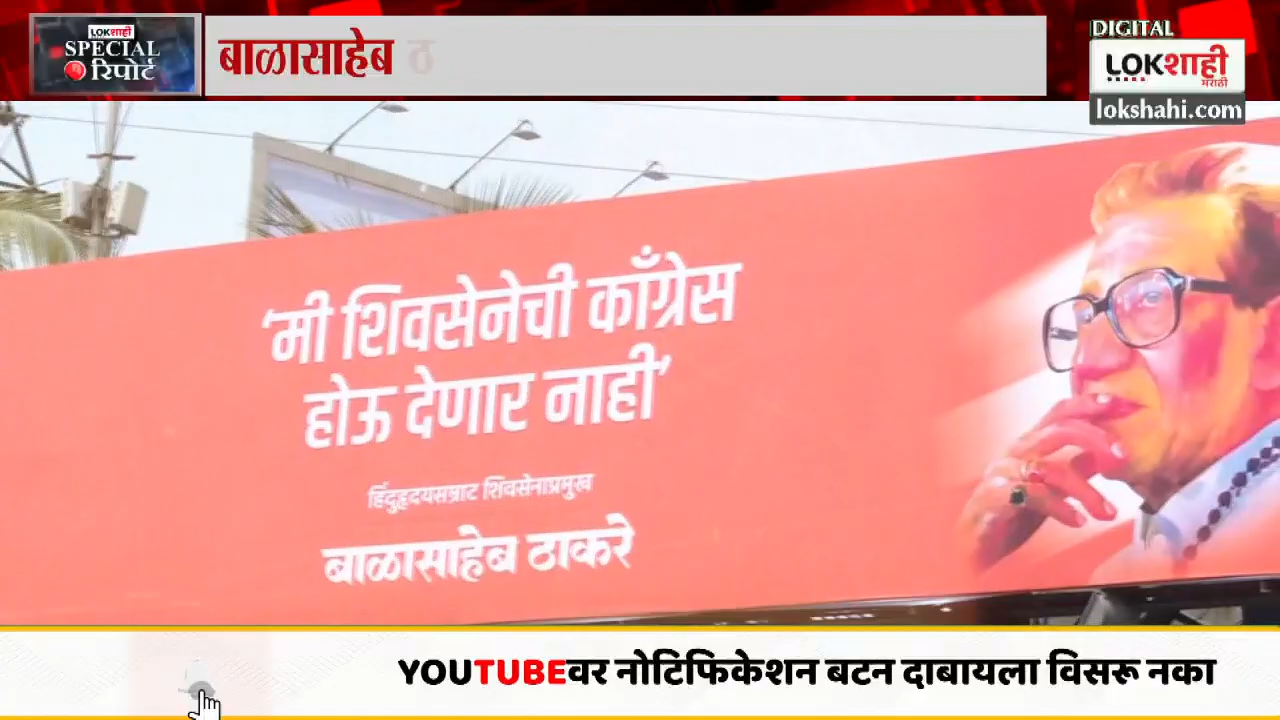 LOKशाही
SPECIAL
रिपोर्ट
बाळासाहेब ठ
DIGITAL
LOKशाही
मराठी
lokshahi.com
‘मी शिवसेनेची काँग्रेस
होऊ देणार नाही’
हिंदुहृदयसम्राट शिवसेनाप्रमुख
बाळासाहेब ठाकरे
YOUTUBEवर नोटिफिकेशन बटन दाबायला विसरू नका